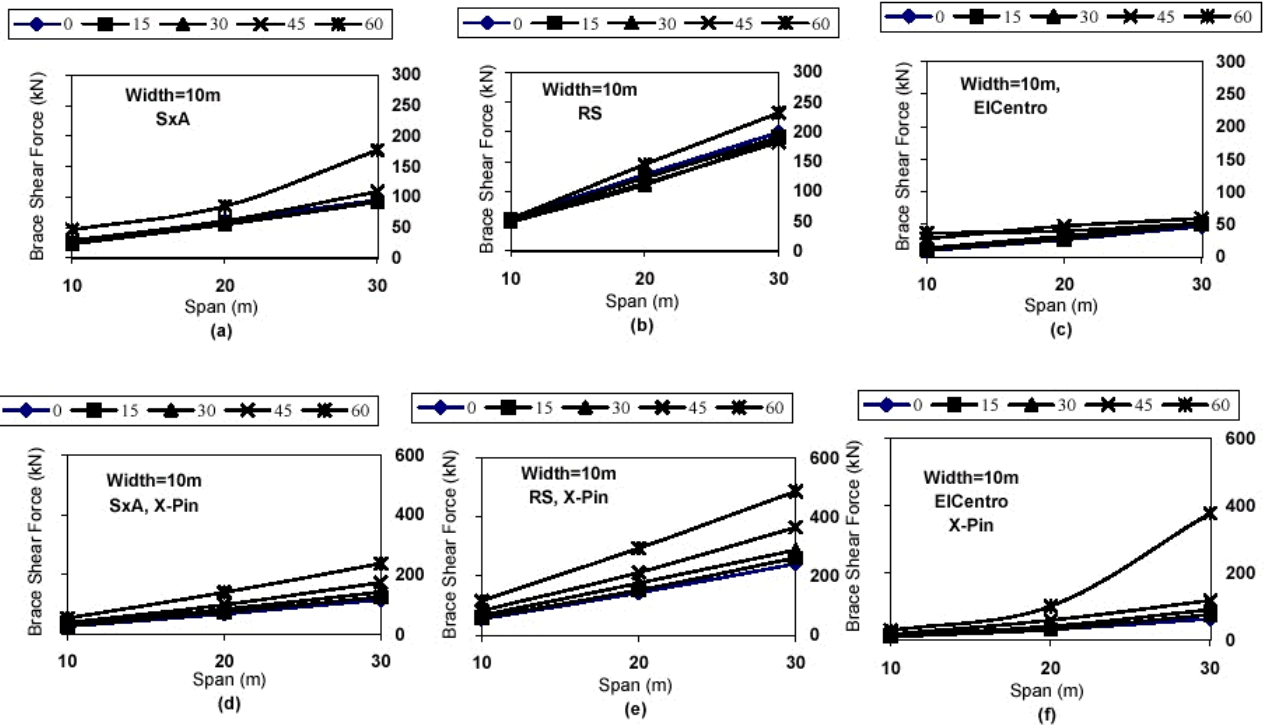 0 15 30 45 60
Brace Shear Force (kN)
Width=10m
SxA
300
250
200
150
100
50
0
10 20 30
Span (m)
(a)
0 15 30 45 60
Brace Shear Force (kN)
Width=10m
RS
300
250
200
150
100
50
0
10 20 30
Span (m)
(b)
0 15 30 45 60
Brace Shear Force (kN)
Width=10m,
ElCentro
300
250
200
150
100
50
0
10 20 30
Span (m)
(c)
0 15 30 45 60
Brace Shear Force (kN)
Width=10m
SxA, X-Pin
600
400
200
0
10 20 30
Span (m)
(d)
0 15 30 45 60
Brace Shear Force (kN)
Width=10m
RS, X-Pin
600
400
200
0
10 20 30
Span (m)
(e)
0 15 30 45 60
Brace Shear Force (kN)
Width=10m
ElCentro
X-Pin
600
400
200
0
10 20 30
Span (m)
(f)